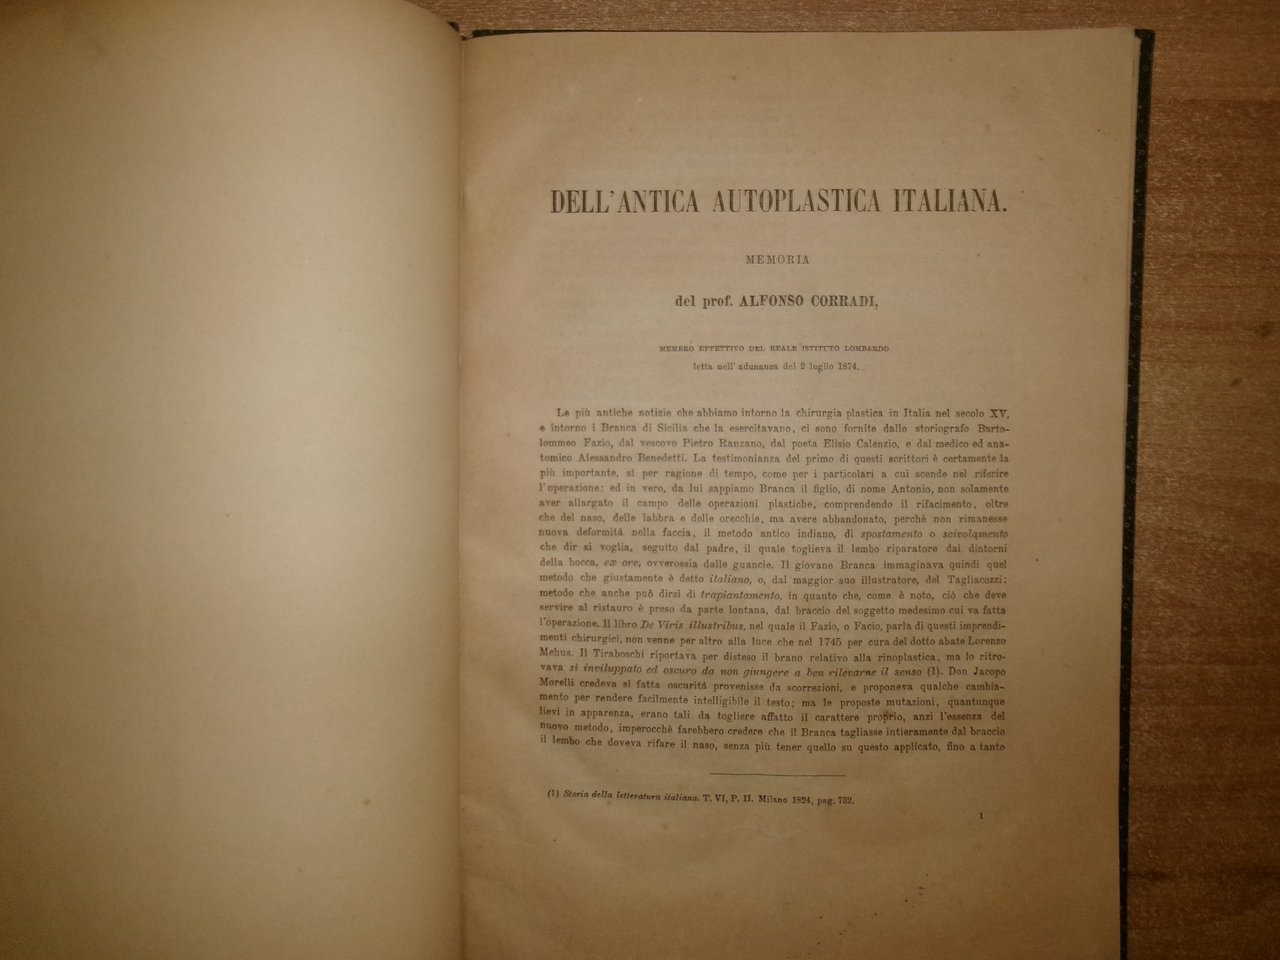 DELL'ANTICA AUTOPLASTICA ITALIANA.
MEMORIA
del prof. ALFONSO CORRADI,
MEMBRO EFFETTIVO DEL REALE ISTITUTO LOMBARDO
letta nell'adunanza del 2 luglio 1874.
Le più antiche notizie che abbiamo intorno la chirurgia plastica in Italia nel secolo XV,
e intorno i Branca di Sicilia che la esercitavano, ci sono fornite dallo storiografo Barto-
lommeo Fazio, dal vescovo Pietro Ranzano, dal poeta Elisio Calenzio, e dal medico ed ana-
tomico Alessandro Benedetti. La testimonianza del primo di questi scrittori è certamente la
più importante, sì per ragione di tempo, come per i particolari a cui scende nel riferire
l'operazione: ed in vero, da lui sappiamo Branca il figlio, di nome Antonio, non solamente
aver allargato il campo delle operazioni plastiche, comprendendo il rifacimento, oltre
che del naso, delle labbra e delle orecchie, ma avere abbandonato, perchè non rimanesse
nuova deformità nella faccia, il metodo antico indiano, di spostamento o scivolamento
che dir si voglia, seguito dal padre, il quale toglieva il lembo riparatore dai dintorni
della bocca, ex ore, ovverossia dalle guancie. Il giovane Branca immaginava quindi quel
metodo che giustamente è detto italiano, o, dal maggior suo illustratore, del Tagliacozzi;
metodo che anche può dirsi di trapiantamento, in quanto che, come è noto, ciò che deve
servire al ristauro è preso da parte lontana, dal braccio del soggetto medesimo cui va fatta
l'operazione. Il libro De Viris illustribus, nel quale il Fazio, o Facio, parla di questi imprendi-
menti chirurgici, non venne per altro alla luce che nel 1745 per cura del dotto abate Lorenzo
Mehus. Il Tiraboschi riportava per disteso il brano relativo alla rinoplastica, ma lo ritro-
vava sì inviluppato ed oscuro da non giungere a ben rilevarne il senso (1). Don Jacopo
Morelli credeva sì fatta oscurità provenisse da scorrezioni, e proponeva qualche cambia-
mento per rendere facilmente intelligibile il testo; ma le proposte mutazioni, quantunque
lievi in apparenza, erano tali da togliere affatto il carattere proprio, anzi l'essenza del
nuovo metodo, imperocchè farebbero credere che il Branca tagliasse intieramente dal braccio
il lembo che doveva rifare il naso, senza più tener quello su questo applicato, fino a tanto
(1) Storia della letteratura italiana. T. VI, P. II. Milano 1824, pag. 732.
1